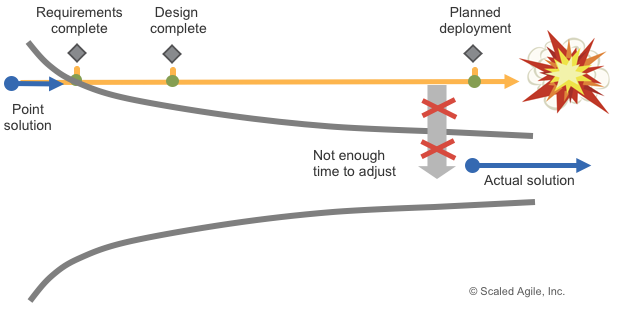 Requirements
complete
Design
complete
Planned
deployment
Point
solution
Not enough
time to adjust
Actual solution
© Scaled Agile, Inc.